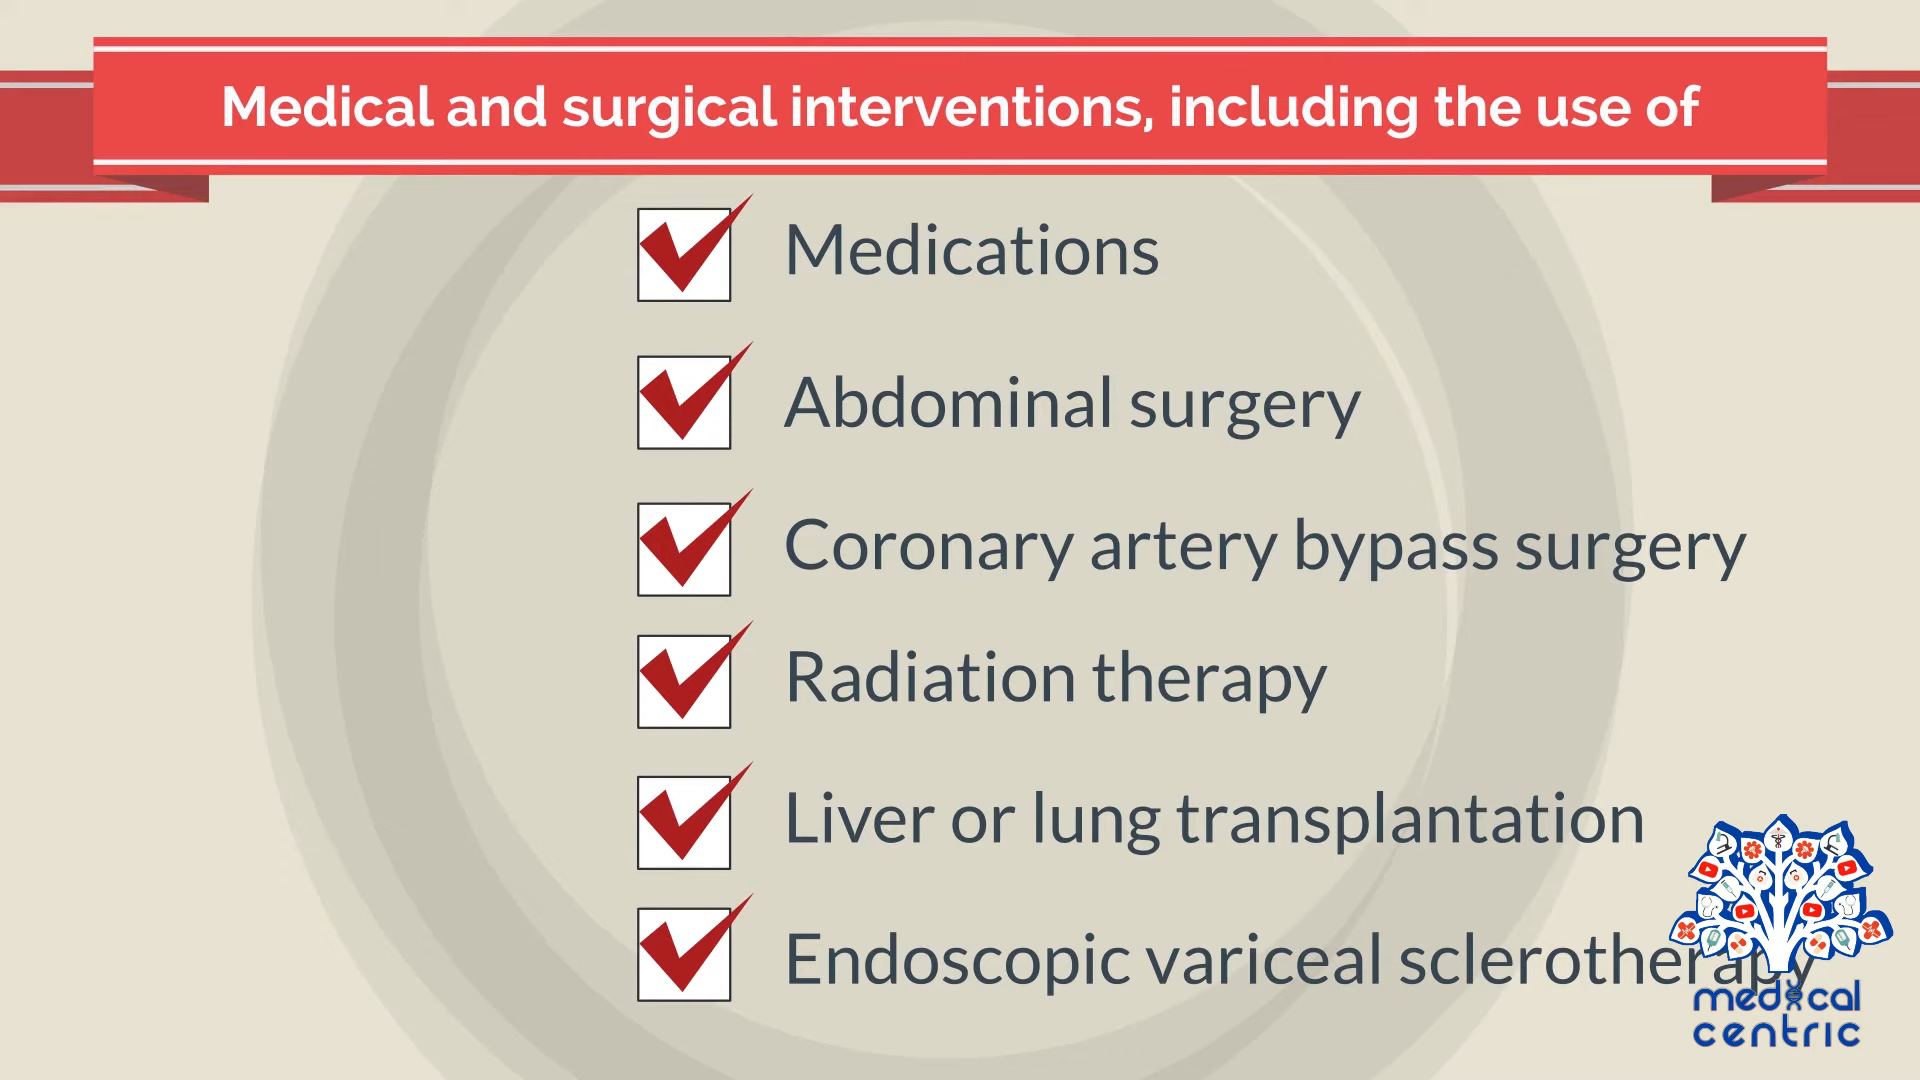 Medical and surgical interventions, including the use of
Medications
Abdominal surgery
Coronary artery bypass surgery
Radiation therapy
Liver or lung transplantation
Endoscopic variceal sclerotherapy
medical
centric